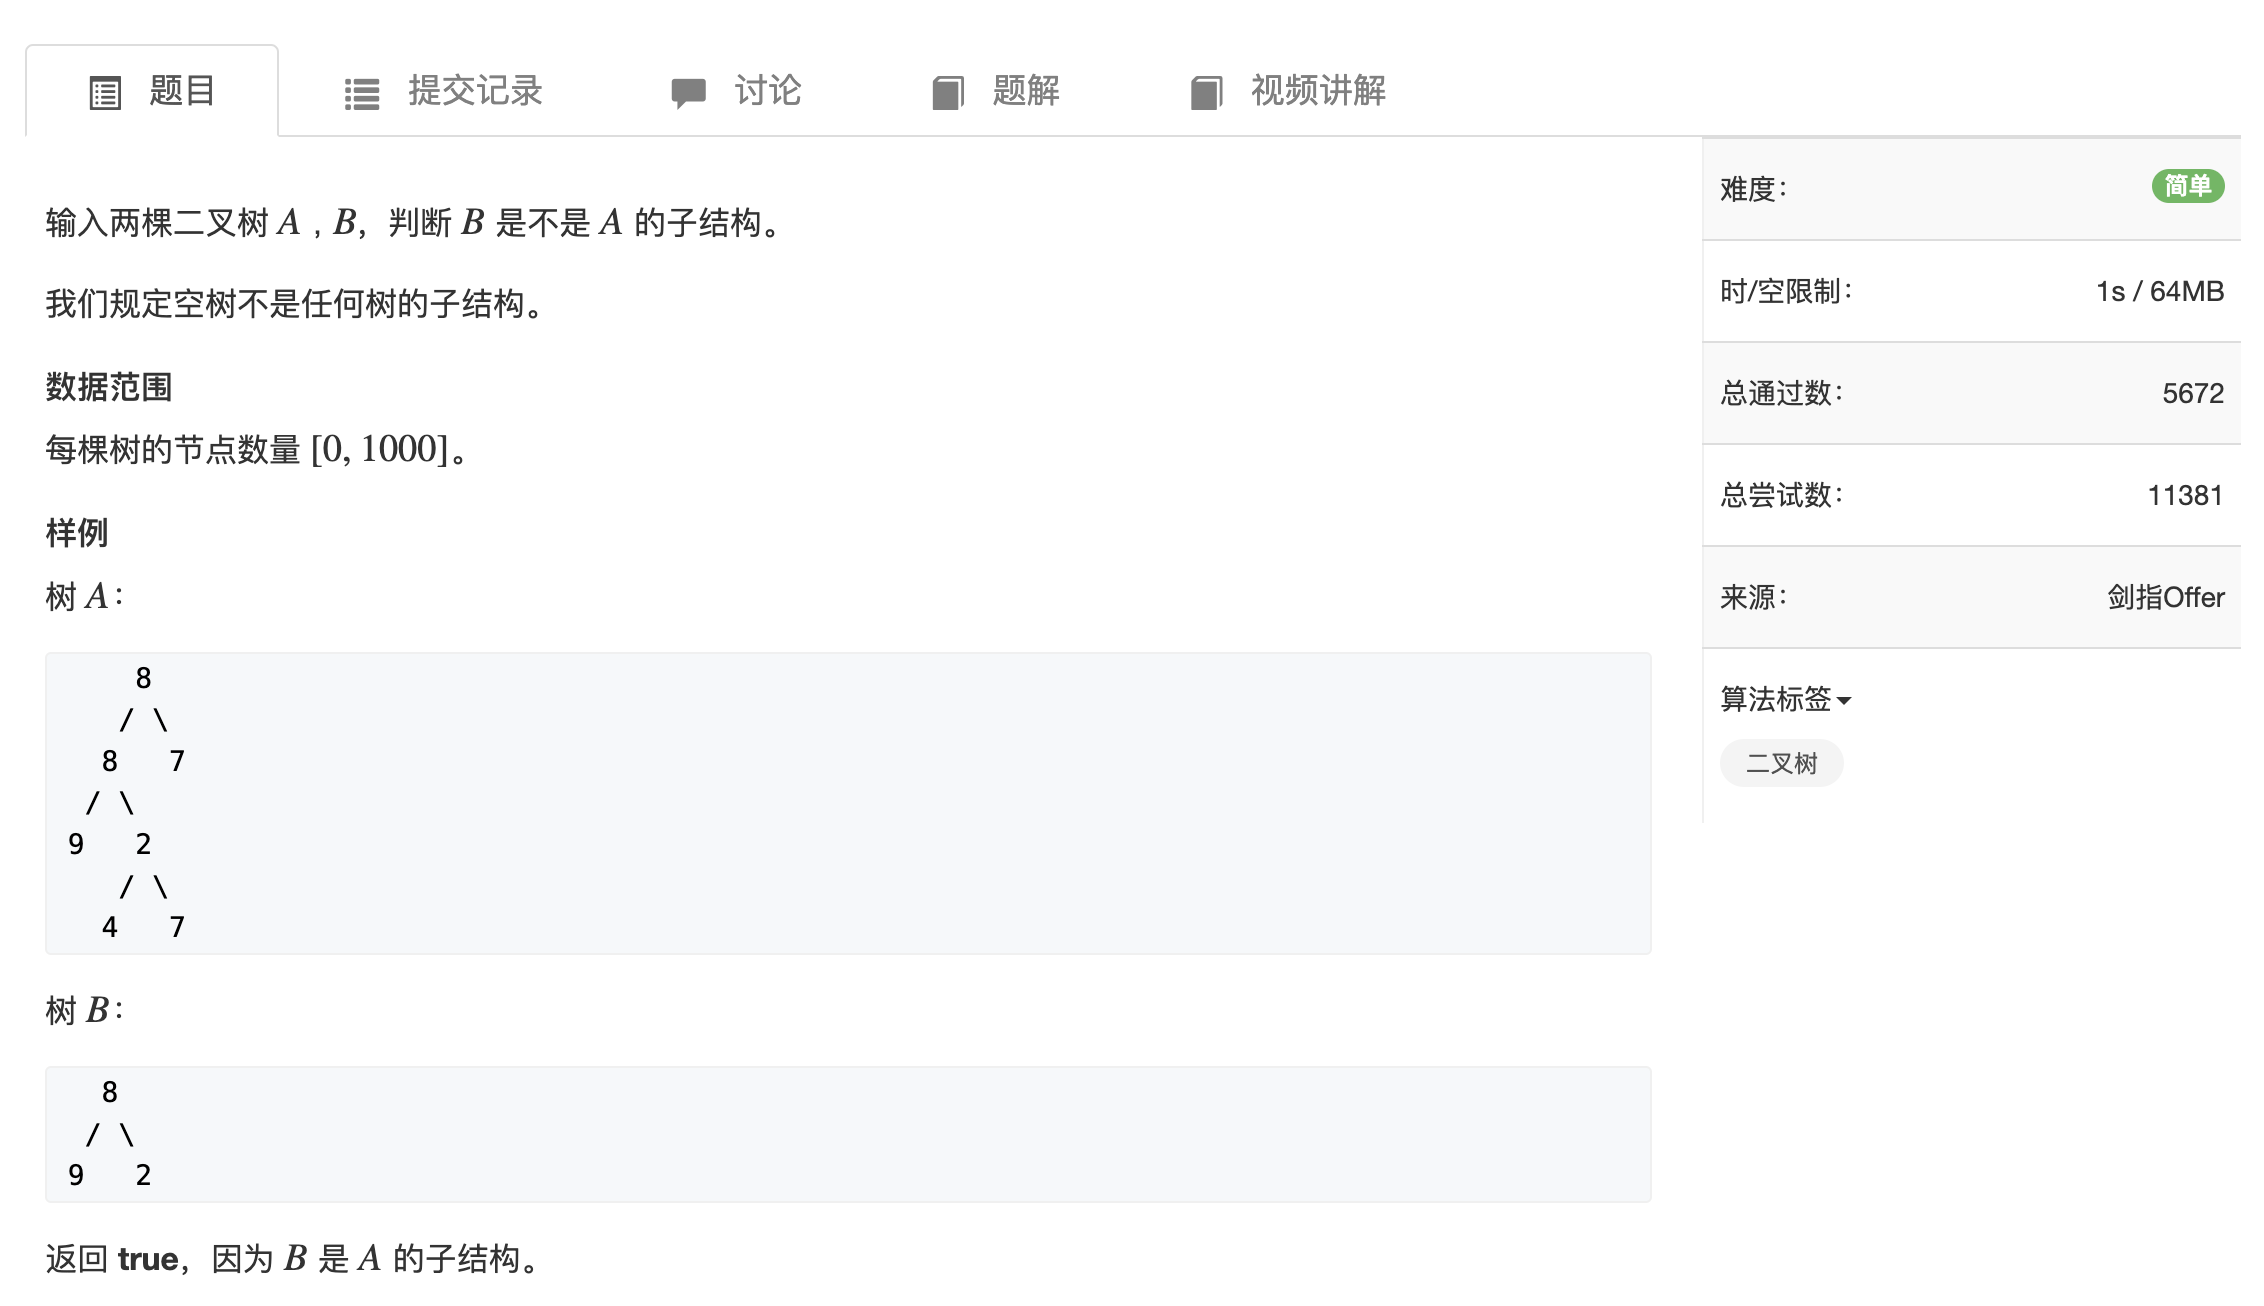 题目 提交记录 讨论 题解 视频讲解
输入两棵二叉树 A , B, 判断 B 是不是 A 的子结构。
我们规定空树不是任何树的子结构。
数据范围
每棵树的节点数量 [0, 1000]。
样例
树 A：
     8
    / \
   8   7
  / \
 9   2
    / \
   4   7
树 B：
   8
  / \
 9   2
返回 true，因为 B 是 A 的子结构。
难度： 简单
时/空限制： 1s / 64MB
总通过数： 5672
总尝试数： 11381
来源： 剑指Offer
算法标签
二叉树